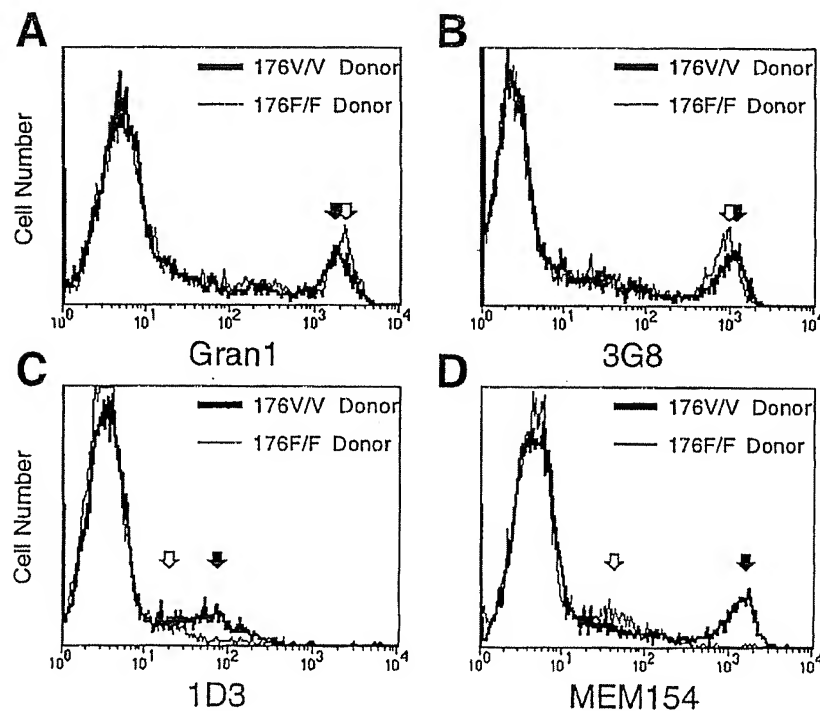 A
176V/V Donor
176F/F Donor
Cell Number
10^0 10^1 10^2 10^3 10^4
Gran1
B
176V/V Donor
176F/F Donor
10^0 10^1 10^2 10^3 10^4
3G8
C
176V/V Donor
176F/F Donor
Cell Number
10^0 10^1 10^2 10^3 10^4
1D3
D
176V/V Donor
176F/F Donor
10^0 10^1 10^2 10^3 10^4
MEM154